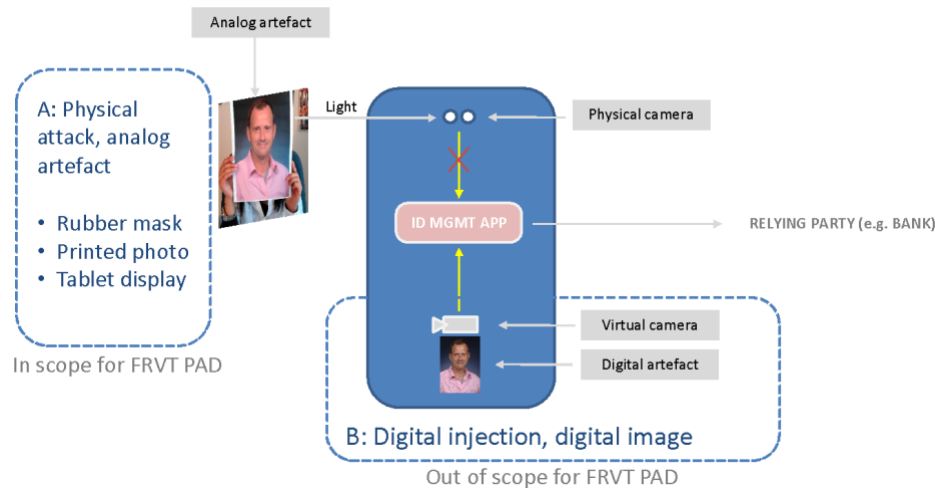 Analog artefact
A: Physical
attack, analog
artefact
• Rubber mask
• Printed photo
• Tablet display
In scope for FRVT PAD
Light
Physical camera
ID MGMT APP
RELYING PARTY (e.g. BANK)
Virtual camera
Digital artefact
B: Digital injection, digital image
Out of scope for FRVT PAD